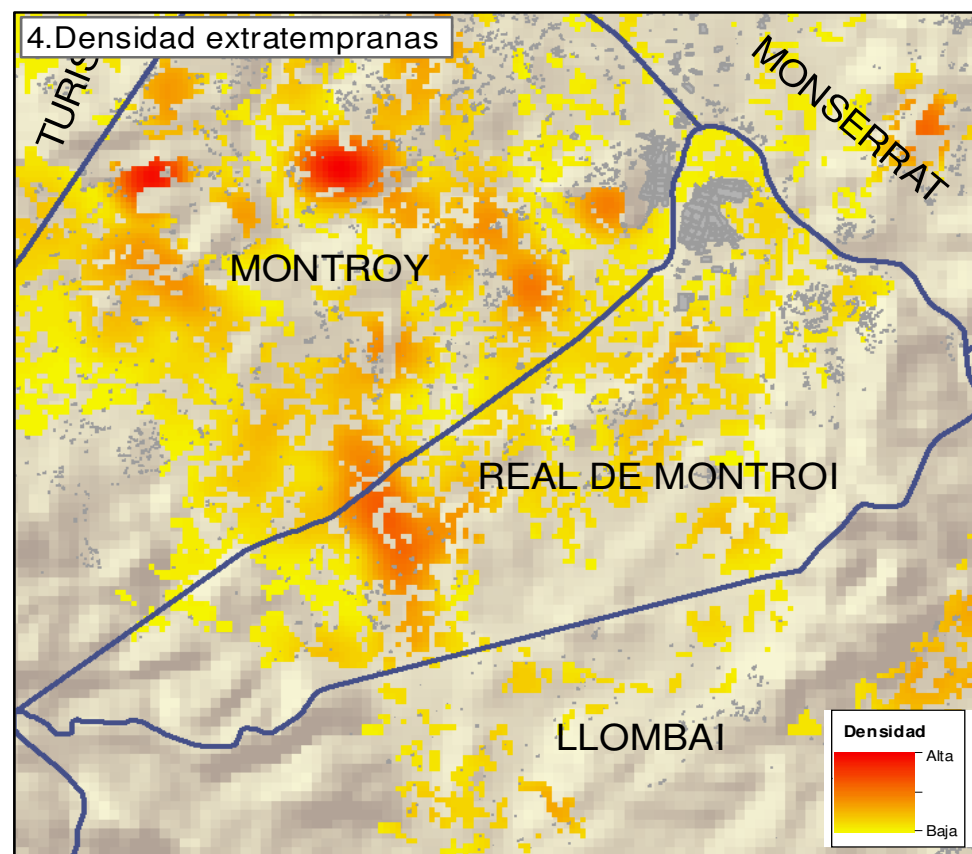 4.Densidad extratempranas
TURIS
MONSERRAT
MONTROY
REAL DE MONTROI
LLOMBAI
Densidad
Alta
Baja